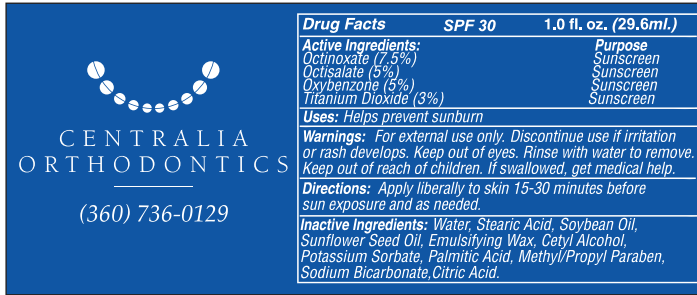 CENTRALIA
ORTHODONTICS
(360) 736-0129
Drug Facts SPF 30 1.0 fl. oz. (29.6ml.)
Active Ingredients: Purpose
Octinoxate (7.5%) Sunscreen
Octisalate (5%) Sunscreen
Oxybenzone (5%) Sunscreen
Titanium Dioxide (3%) Sunscreen
Uses: Helps prevent sunburn
Warnings: For external use only. Discontinue use if irritation
or rash develops. Keep out of eyes. Rinse with water to remove.
Keep out of reach of children. If swallowed, get medical help.
Directions: Apply liberally to skin 15-30 minutes before
sun exposure and as needed.
Inactive Ingredients: Water, Stearic Acid, Soybean Oil,
Sunflower Seed Oil, Emulsifying Wax, Cetyl Alcohol,
Potassium Sorbate, Palmitic Acid, Methyl/Propyl Paraben,
Sodium Bicarbonate,Citric Acid.